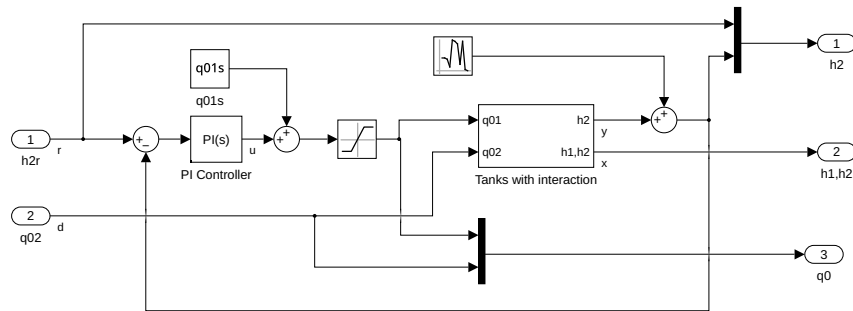 1
h2
q01s
q01s
h2
q01
1
h2r
r
+
−
PI(s)
PI Controller
u
+
+
+
+
y
q02
h1,h2
x
Tanks with interaction
2
h1,h2
2
q02
d
3
q0